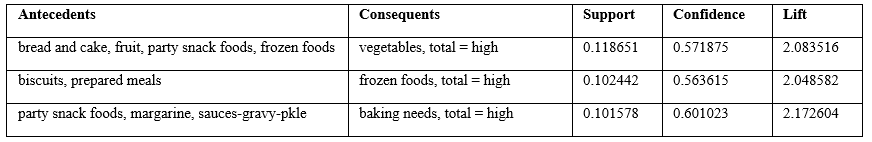 Antecedents Consequents Support Confidence Lift
bread and cake, fruit, party snack foods, frozen foods vegetables, total = high 0.118651 0.571875 2.083516
biscuits, prepared meals frozen foods, total = high 0.102442 0.563615 2.048582
party snack foods, margarine, sauces-gravy-pkle baking needs, total = high 0.101578 0.601023 2.172604